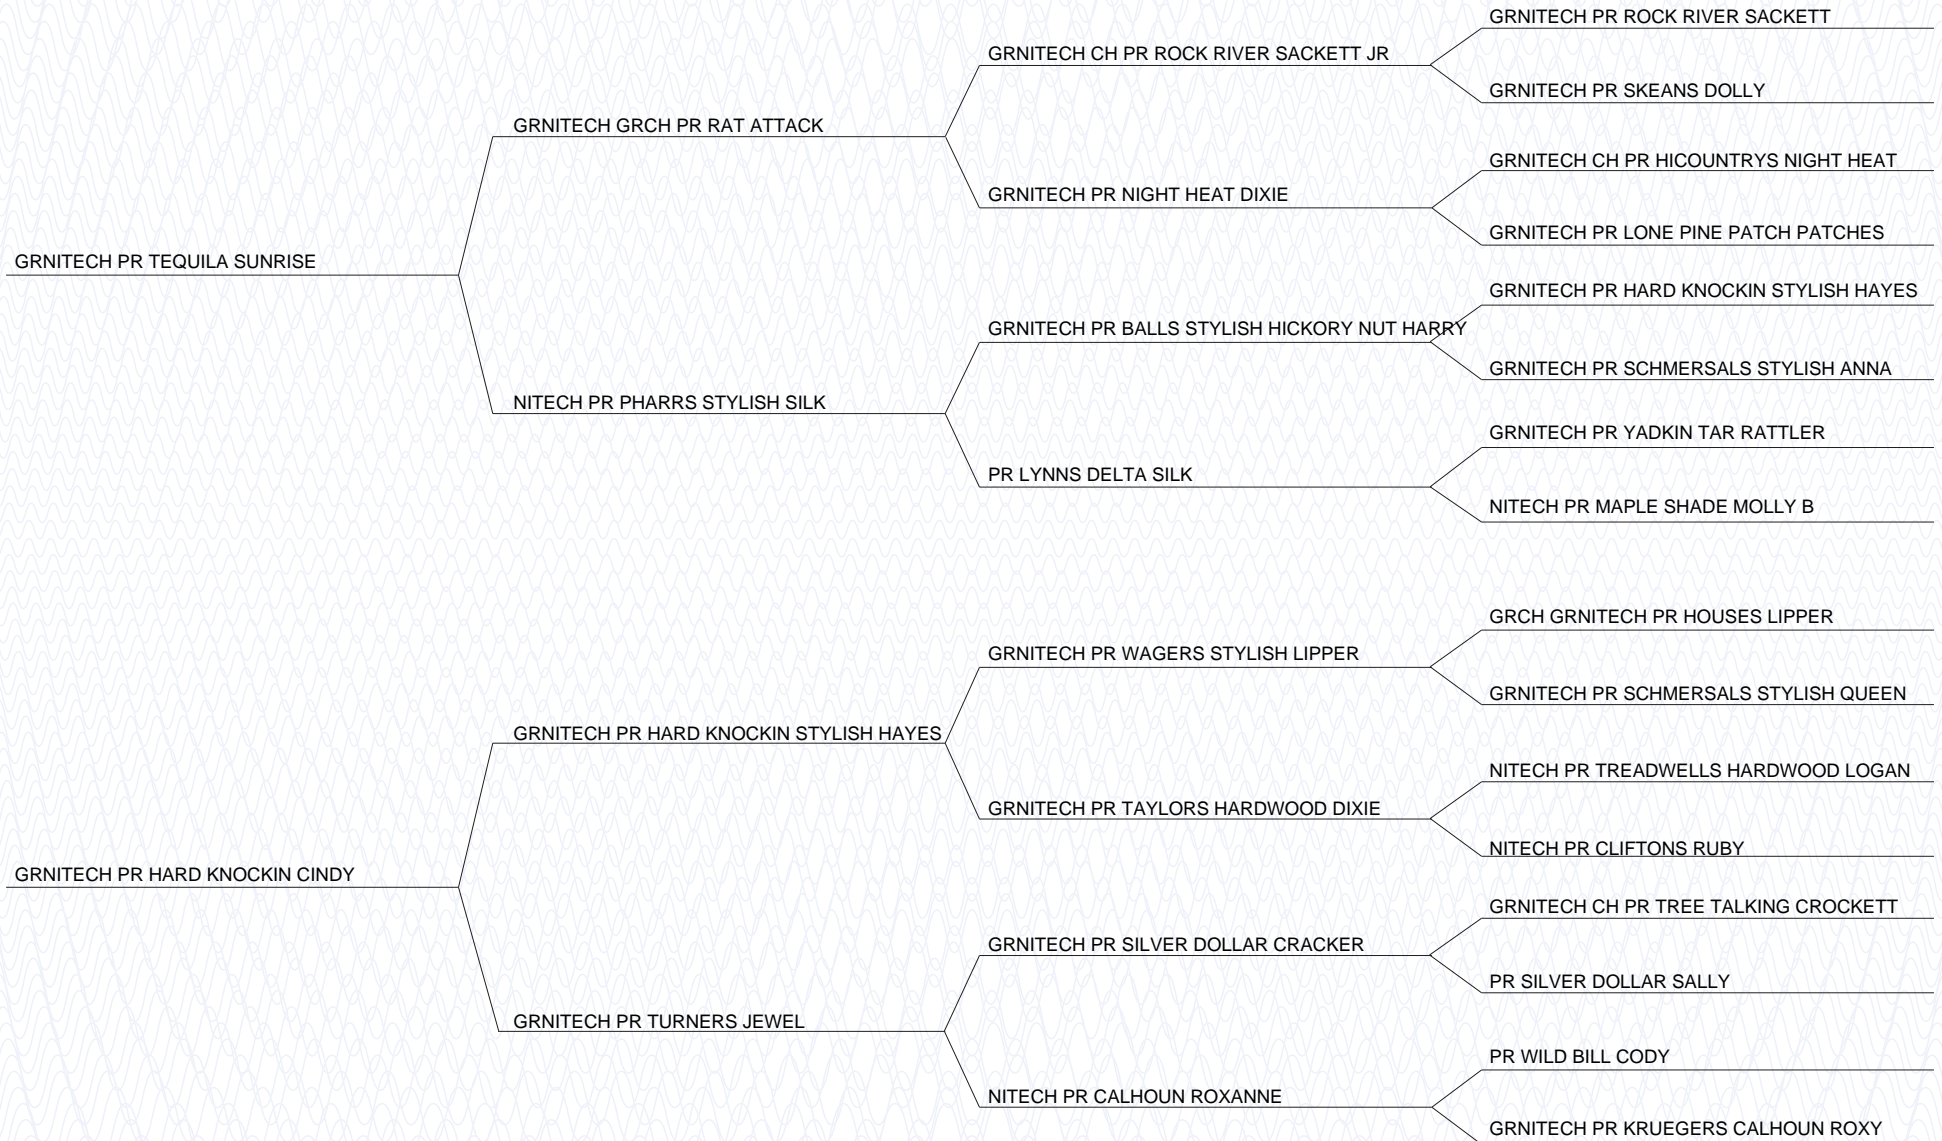 GRNITECH PR ROCK RIVER SACKETT
GRNITECH CH PR ROCK RIVER SACKETT JR
GRNITECH PR SKEANS DOLLY
GRNITECH GRCH PR RAT ATTACK
GRNITECH CH PR HICOUNTRYS NIGHT HEAT
GRNITECH PR NIGHT HEAT DIXIE
GRNITECH PR LONE PINE PATCH PATCHES
GRNITECH PR TEQUILA SUNRISE
GRNITECH PR HARD KNOCKIN STYLISH HAYES
GRNITECH PR BALLS STYLISH HICKORY NUT HARRY
GRNITECH PR SCHMERSALS STYLISH ANNA
NITECH PR PHARRS STYLISH SILK
GRNITECH PR YADKIN TAR RATTLER
PR LYNNS DELTA SILK
NITECH PR MAPLE SHADE MOLLY B
GRCH GRNITECH PR HOUSES LIPPER
GRNITECH PR WAGERS STYLISH LIPPER
GRNITECH PR SCHMERSALS STYLISH QUEEN
GRNITECH PR HARD KNOCKIN STYLISH HAYES
NITECH PR TREADWELLS HARDWOOD LOGAN
GRNITECH PR TAYLORS HARDWOOD DIXIE
NITECH PR CLIFTONS RUBY
GRNITECH PR HARD KNOCKIN CINDY
GRNITECH CH PR TREE TALKING CROCKETT
GRNITECH PR SILVER DOLLAR CRACKER
PR SILVER DOLLAR SALLY
GRNITECH PR TURNERS JEWEL
PR WILD BILL CODY
NITECH PR CALHOUN ROXANNE
GRNITECH PR KRUEGERS CALHOUN ROXY